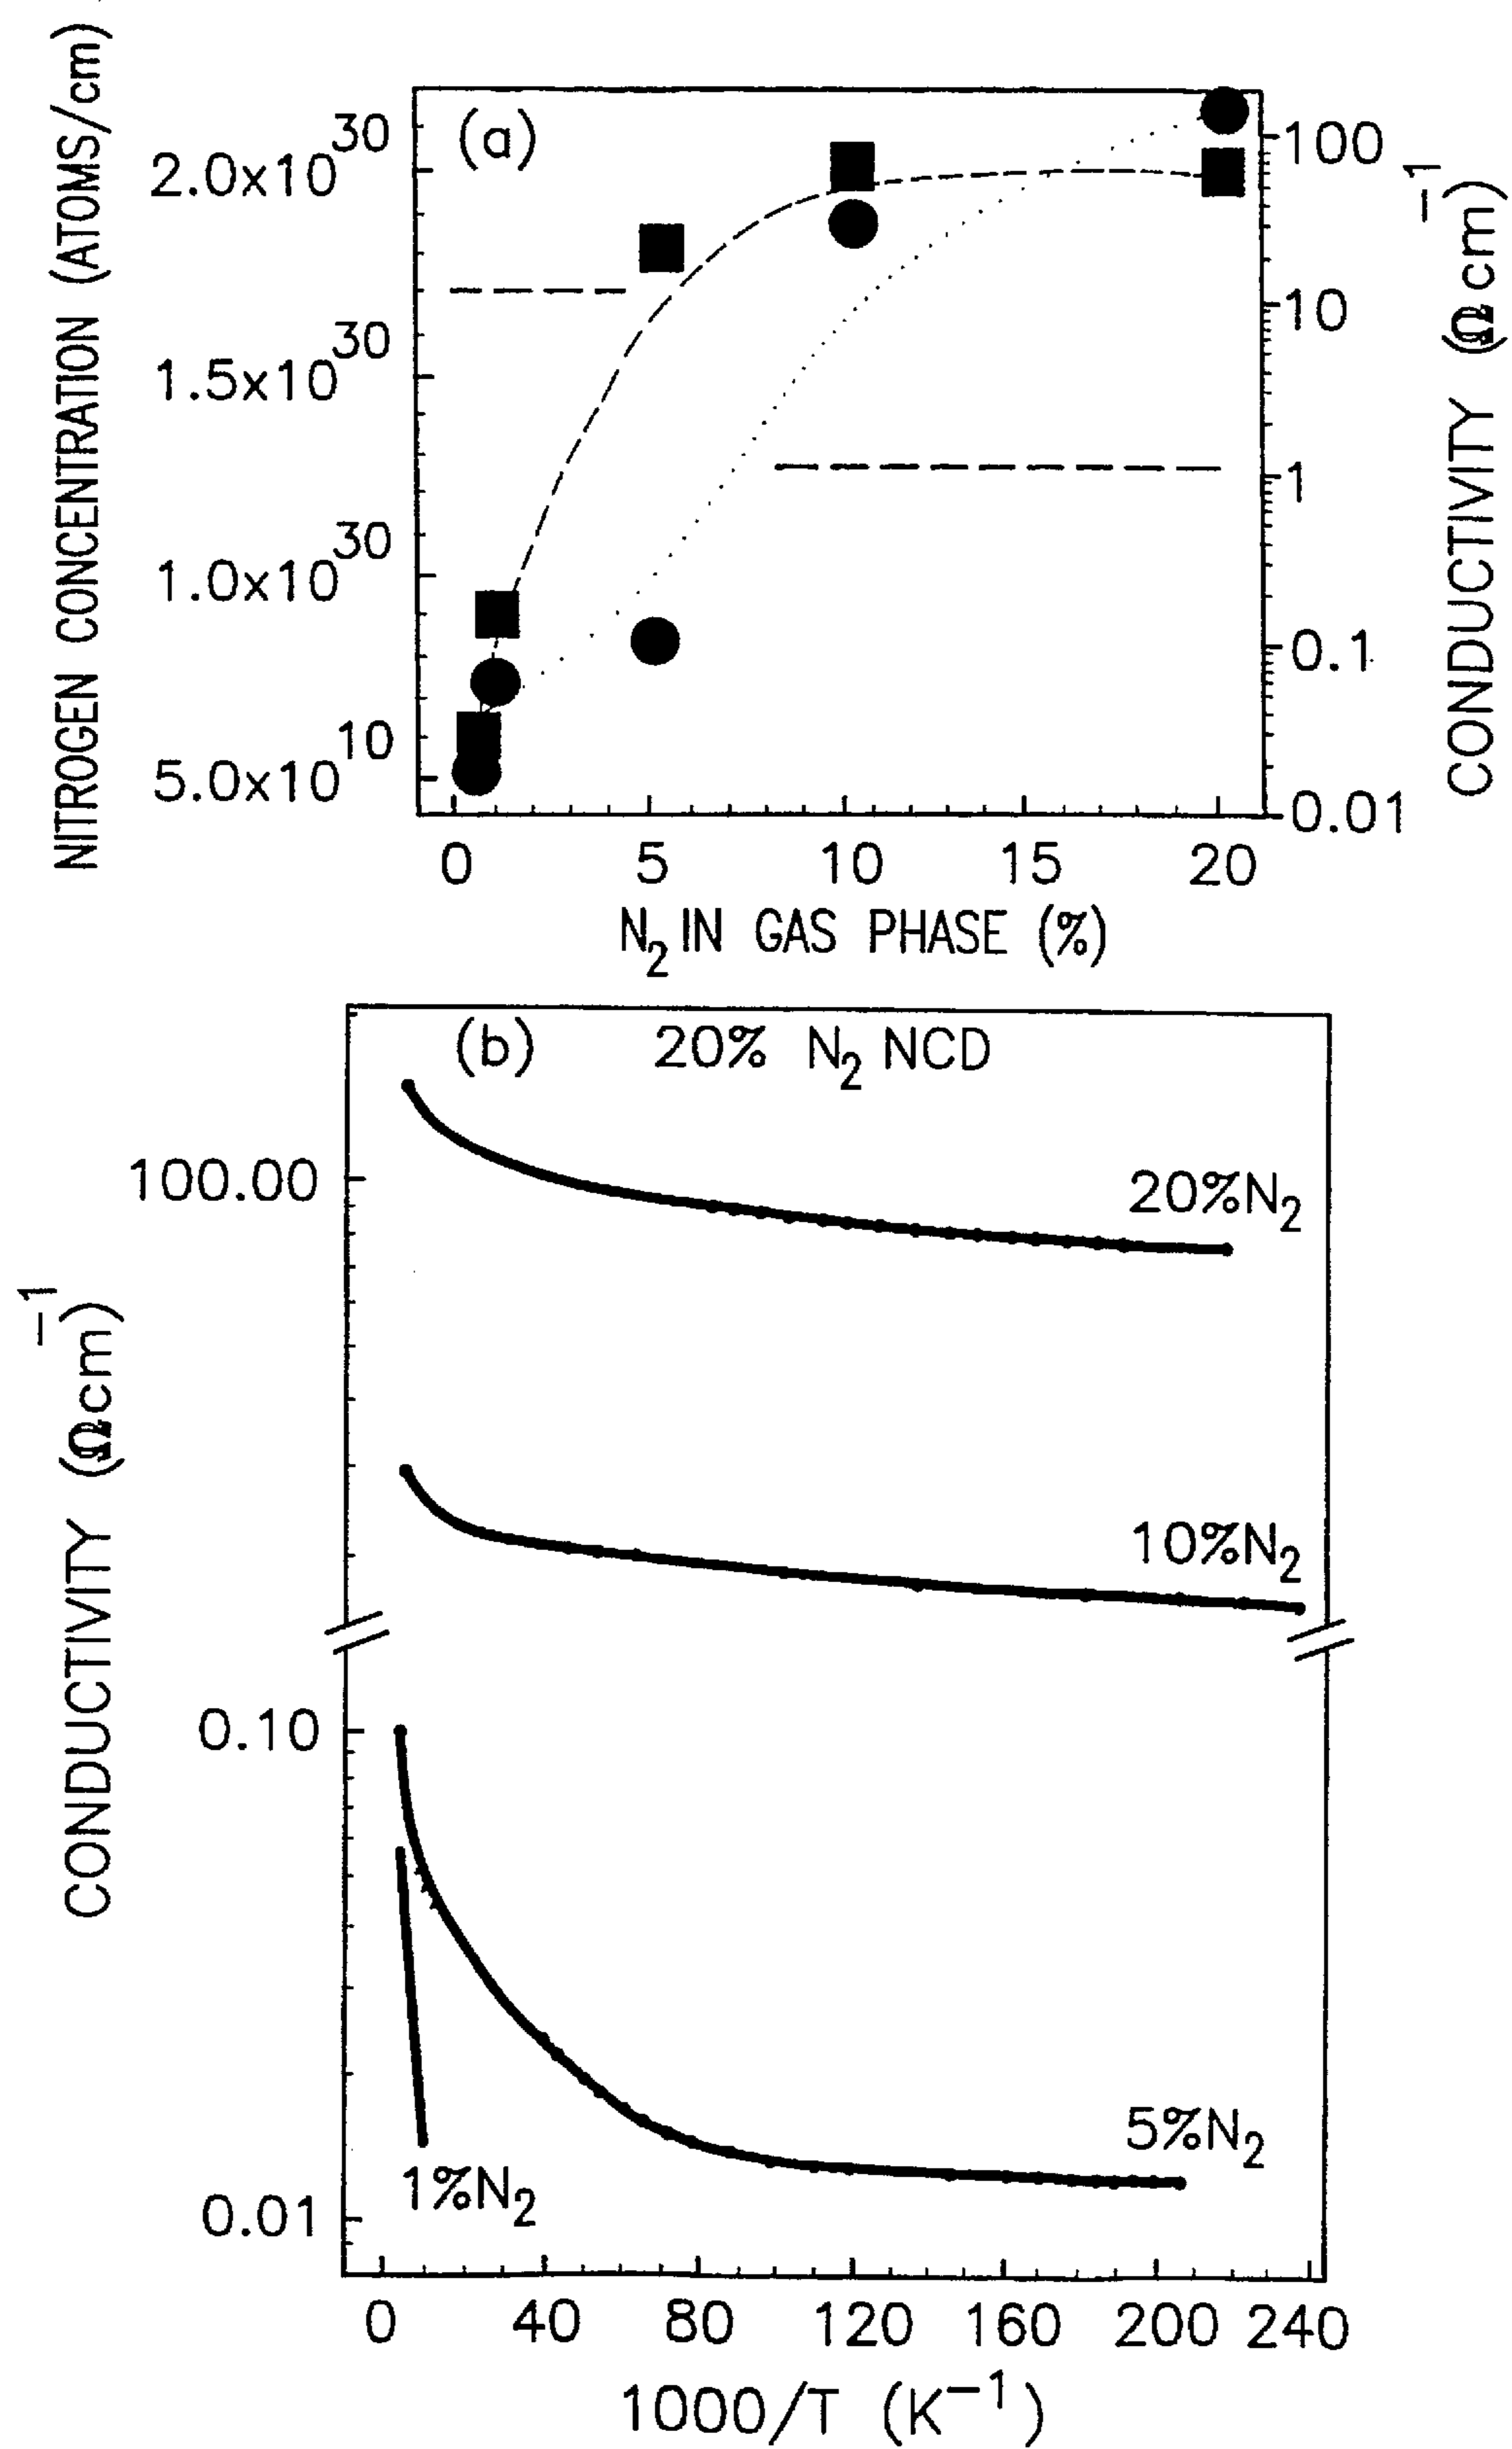 (a)
NITROGEN CONCENTRATION (ATOMS/cm)
2.0x10^30
1.5x10^30
1.0x10^30
5.0x10^10
100
10
1
0.1
0.01
CONDUCTIVITY (Ωcm)^−1
0 5 10 15 20
N2 IN GAS PHASE (%)
(b) 20% N2 NCD
CONDUCTIVITY (Ωcm)^−1
100.00
0.10
0.01
20%N2
10%N2
5%N2
1%N2
0 40 80 120 160 200 240
1000/T (K^−1)